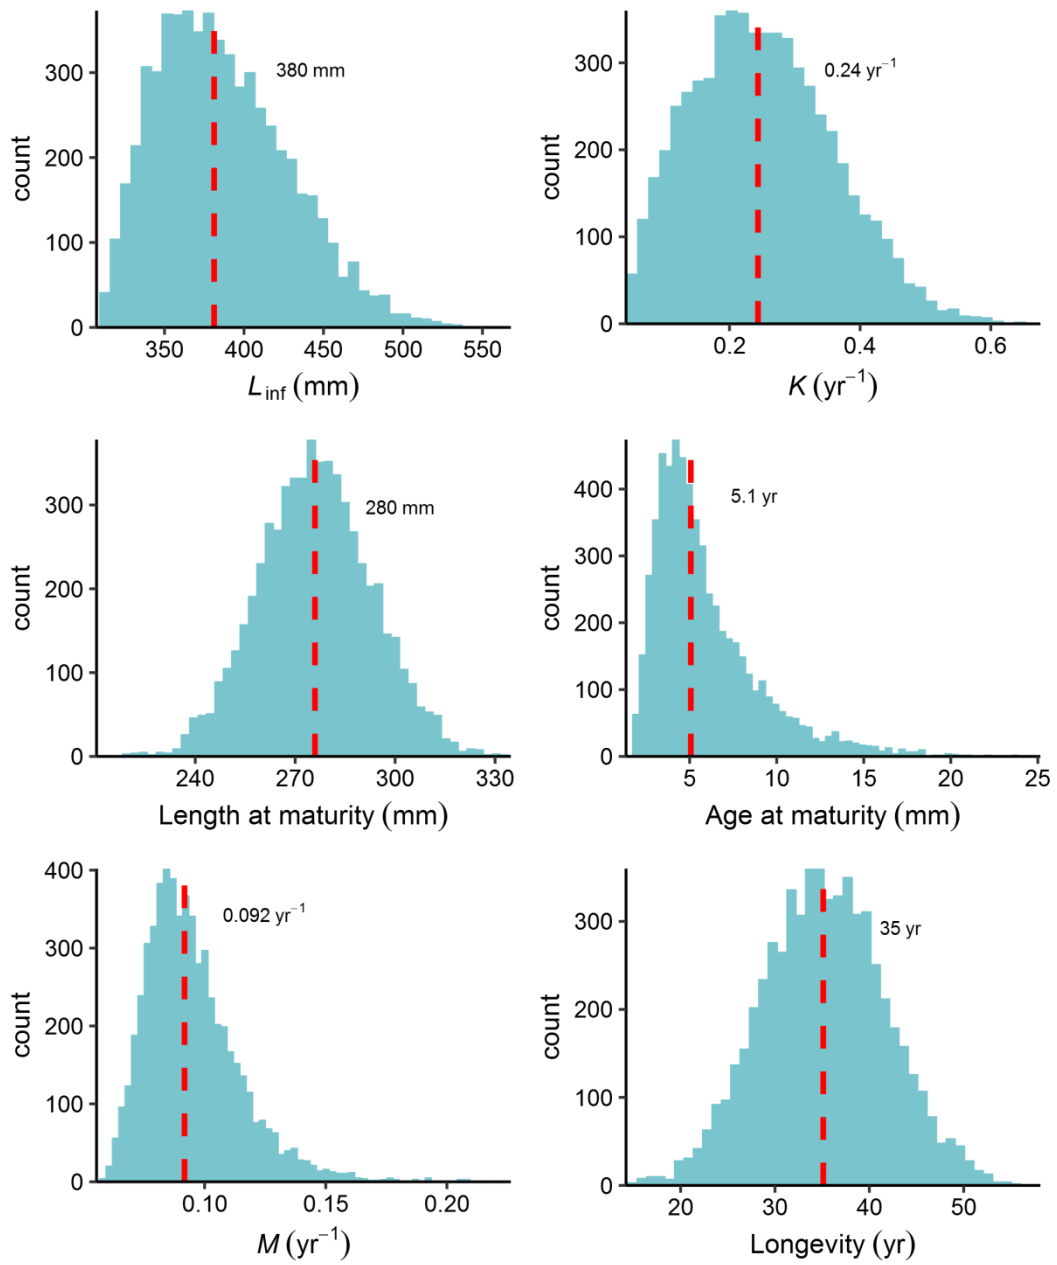 380 mm
count
300
200
100
0
350 400 450 500 550
L inf (mm)
0.24 yr⁻¹
count
300
200
100
0
0.2 0.4 0.6
K (yr⁻¹)
280 mm
count
300
200
100
0
240 270 300 330
Length at maturity (mm)
5.1 yr
count
400
300
200
100
0
5 10 15 20 25
Age at maturity (mm)
0.092 yr⁻¹
count
400
300
200
100
0
0.10 0.15 0.20
M (yr⁻¹)
35 yr
count
300
200
100
0
20 30 40 50
Longevity (yr)